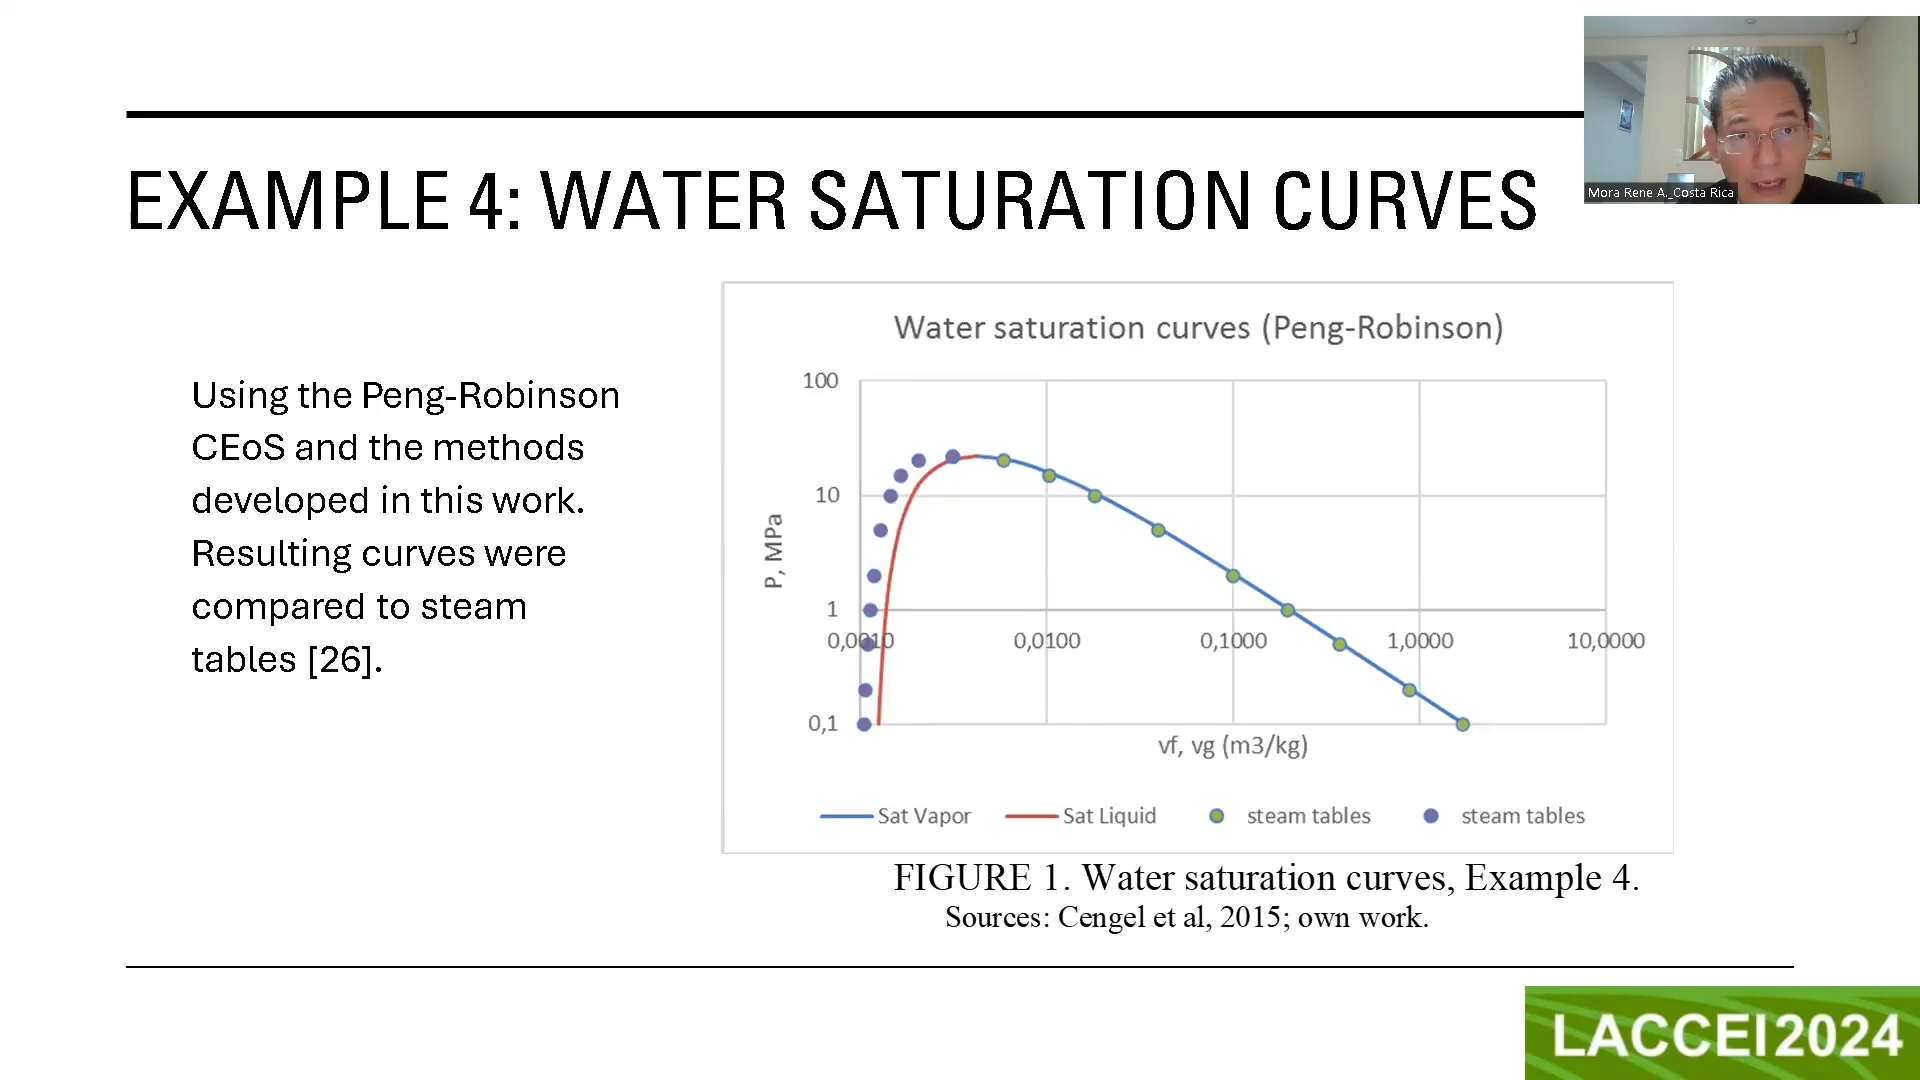 Mora Rene A._Costa Rica
EXAMPLE 4: WATER SATURATION CURVES
Using the Peng-Robinson
CEoS and the methods
developed in this work.
Resulting curves were
compared to steam
tables [26].
Water saturation curves (Peng-Robinson)
P, MPa
100
10
1
0,1
0,0010 0,0100 0,1000 1,0000 10,0000
vf, vg (m3/kg)
Sat Vapor Sat Liquid steam tables steam tables
FIGURE 1. Water saturation curves, Example 4.
Sources: Cengel et al, 2015; own work.
LACCEI2024